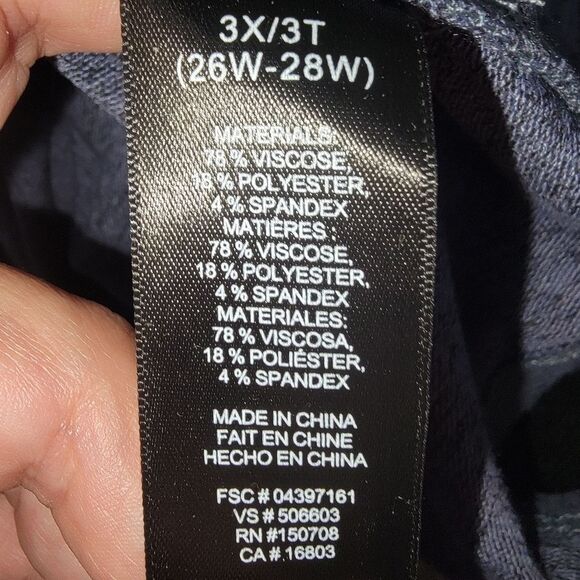 3X/3T
(26W-28W)
MATERIALS:
78 % VISCOSE,
18 % POLYESTER,
4 % SPANDEX
MATIÈRES :
78 % VISCOSE,
18 % POLYESTER,
4 % SPANDEX
MATERIALES:
78 % VISCOSA,
18 % POLIÉSTER,
4 % SPANDEX
MADE IN CHINA
FAIT EN CHINE
HECHO EN CHINA
FSC # 04397161
VS # 506603
RN #150708
CA # 16803